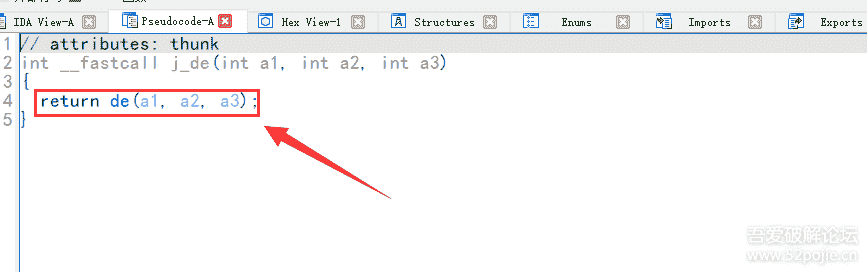 IDA View-A Pseudocode-A Hex View-1 Structures Enums Imports Exports
1 // attributes: thunk
2 int __fastcall j_de(int a1, int a2, int a3)
3 {
4 return de(a1, a2, a3);
5 }
吾爱破解论坛
www.52pojie.cn